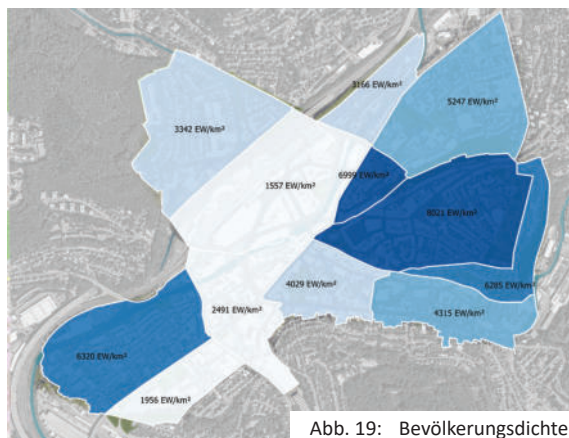 3166 EW/km²
5247 EW/km²
3342 EW/km²
6999 EW/km²
1557 EW/km²
8021 EW/km²
6285 EW/km²
4029 EW/km²
4315 EW/km²
2491 EW/km²
6320 EW/km²
1956 EW/km²
Abb. 19: Bevölkerungsdichte